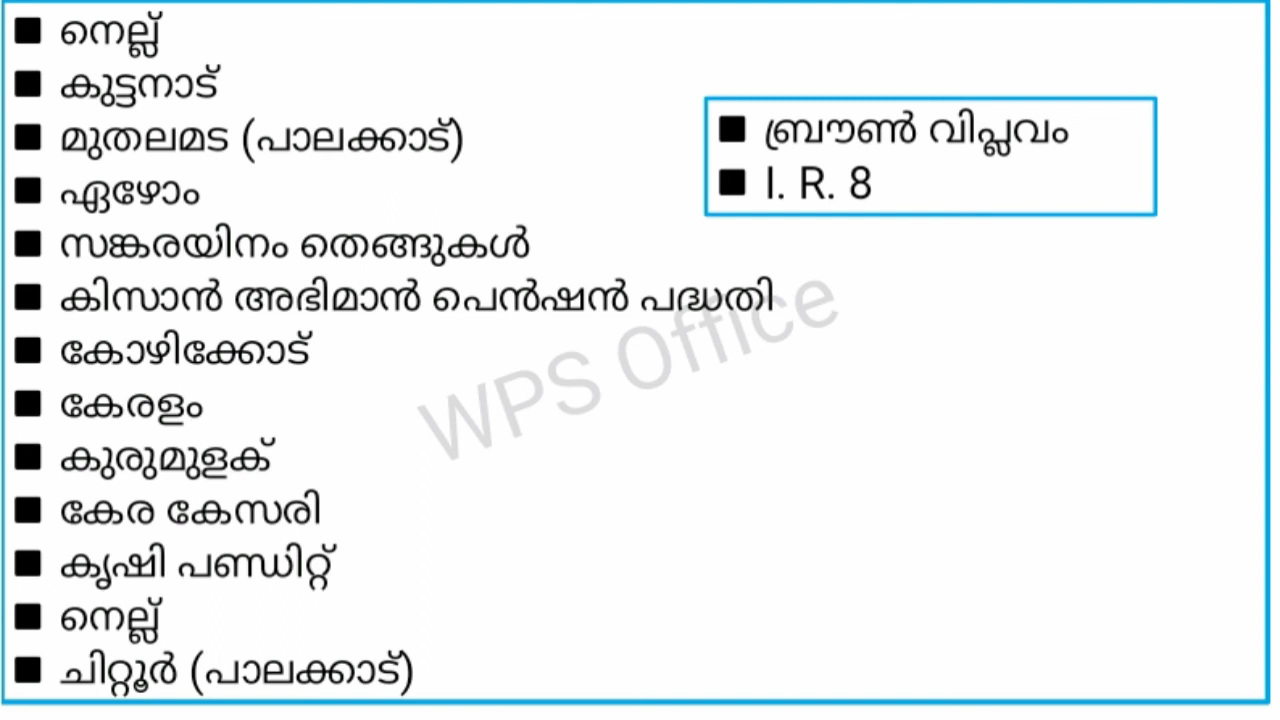 ■ നെല്ല്
■ കുട്ടനാട്
■ മുതലമട (പാലക്കാട്)
■ ഏഴോം
■ സങ്കരയിനം തെങ്ങുകൾ
■ കിസാൻ അഭിമാൻ പെൻഷൻ പദ്ധതി
■ കോഴിക്കോട്
■ കേരളം
■ കുരുമുളക്
■ കേര കേസരി
■ കൃഷി പണ്ഡിറ്റ്
■ നെല്ല്
■ ചിറ്റൂർ (പാലക്കാട്)
■ ബ്രൗൺ വിപ്ലവം
■ I. R. 8
WPS Office